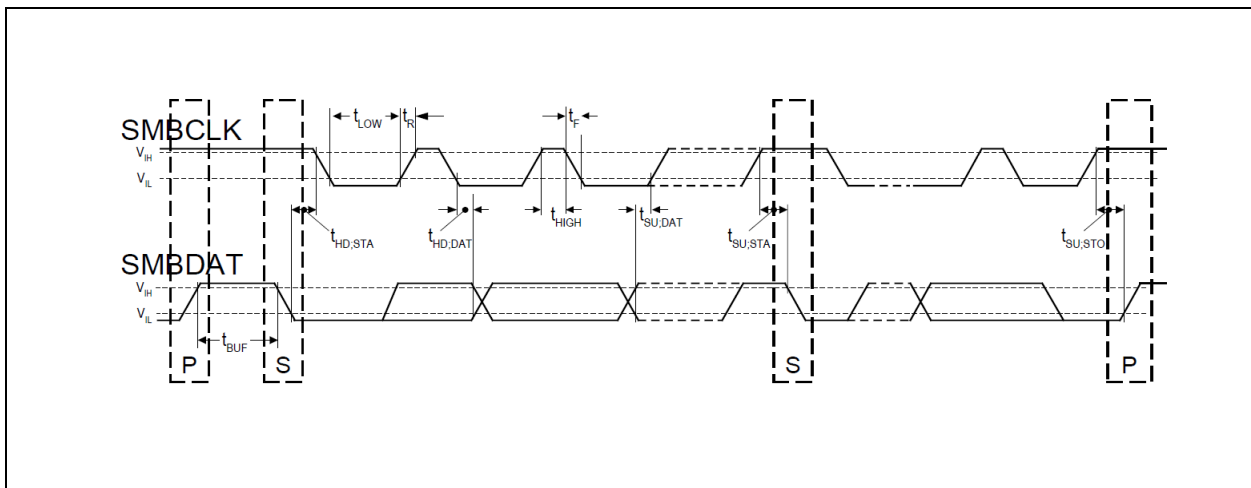 tLOW tR tF
SMBCLK
VIH
VIL
tHD;STA tHD;DAT tHIGH tSU;DAT tSU;STA tSU;STO
SMBDAT
VIH
VIL
tBUF
P S S P